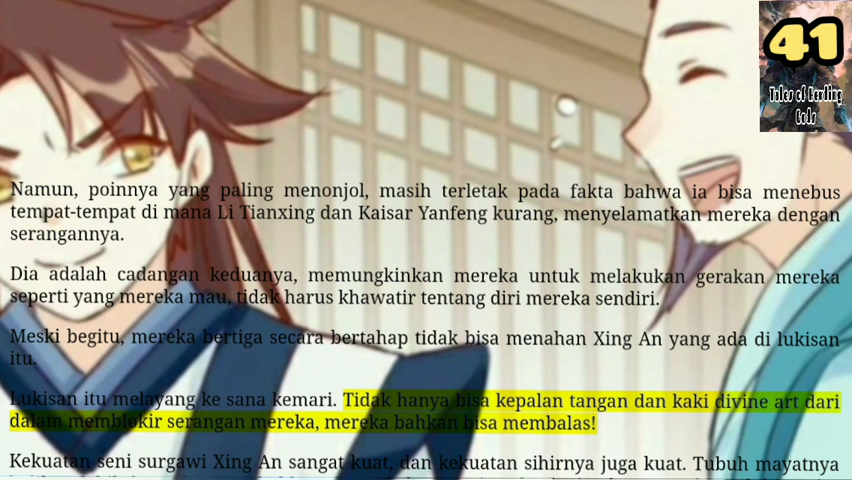 41
Tales of Herding
Gods
Namun, poinnya yang paling menonjol, masih terletak pada fakta bahwa ia bisa menebus
tempat-tempat di mana Li Tianxing dan Kaisar Yanfeng kurang, menyelamatkan mereka dengan
serangannya.
Dia adalah cadangan keduanya, memungkinkan mereka untuk melakukan gerakan mereka
seperti yang mereka mau, tidak harus khawatir tentang diri mereka sendiri.
Meski begitu, mereka bertiga secara bertahap tidak bisa menahan Xing An yang ada di lukisan
itu.
Lukisan itu melayang ke sana kemari. Tidak hanya bisa kepalan tangan dan kaki divine art dari
dalam memblokir serangan mereka, mereka bahkan bisa membalas!
Kekuatan seni surgawi Xing An sangat kuat, dan kekuatan sihirnya juga kuat. Tubuh mayatnya